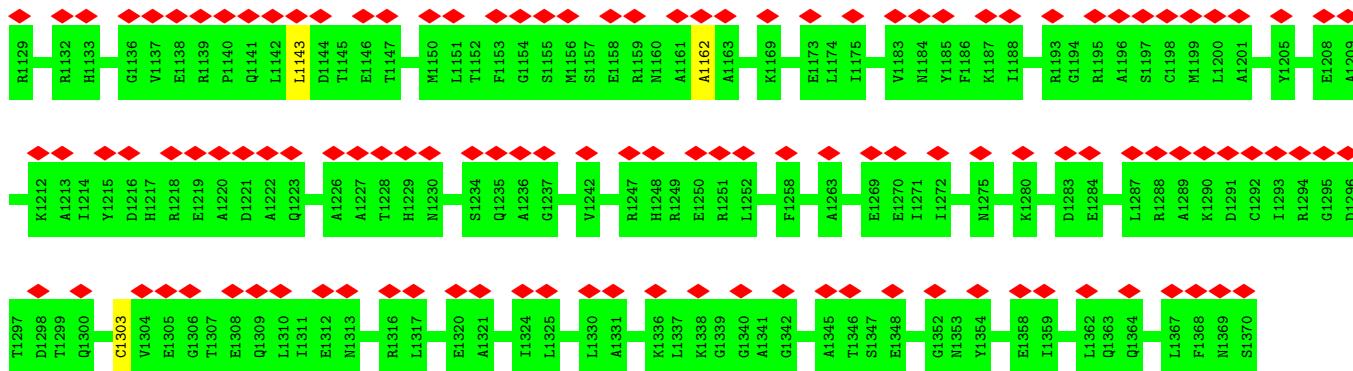 R1129 R1132 H1133 G1136 V1137 E1138 R1139 P1140 Q1141 L1142 L1143 D1144 T1145 E1146 T1147 M1150 L1151 T1152 F1153 G1154 S1155 M1156 S1157 E1158 R1159 N1160 A1161 A1162 A1163 K1169 E1173 L1174 I1175 V1183 N1184 Y1185 F1186 K1187 I1188 R1193 G1194 R1195 A1196 S1197 C1198 M1199 L1200 A1201 Y1205 E1208 A1209
K1212 A1213 I1214 Y1215 D1216 H1217 R1218 E1219 A1220 D1221 A1222 Q1223 A1226 A1227 T1228 H1229 N1230 S1234 Q1235 A1236 G1237 V1242 R1247 H1248 R1249 E1250 R1251 L1252 F1258 A1263 E1269 E1270 I1271 I1272 N1275 K1280 D1283 E1284 L1287 R1288 A1289 K1290 D1291 C1292 I1293 R1294 G1295 D1296
T1297 D1298 T1299 Q1300 C1303 V1304 E1305 G1306 T1307 E1308 Q1309 L1310 I1311 E1312 N1313 R1316 L1317 E1320 A1321 I1324 L1325 L1330 A1331 K1336 L1337 K1338 G1339 G1340 A1341 G1342 A1345 T1346 S1347 E1348 G1352 N1353 Y1354 E1358 I1359 L1362 Q1363 Q1364 L1367 F1368 N1369 S1370